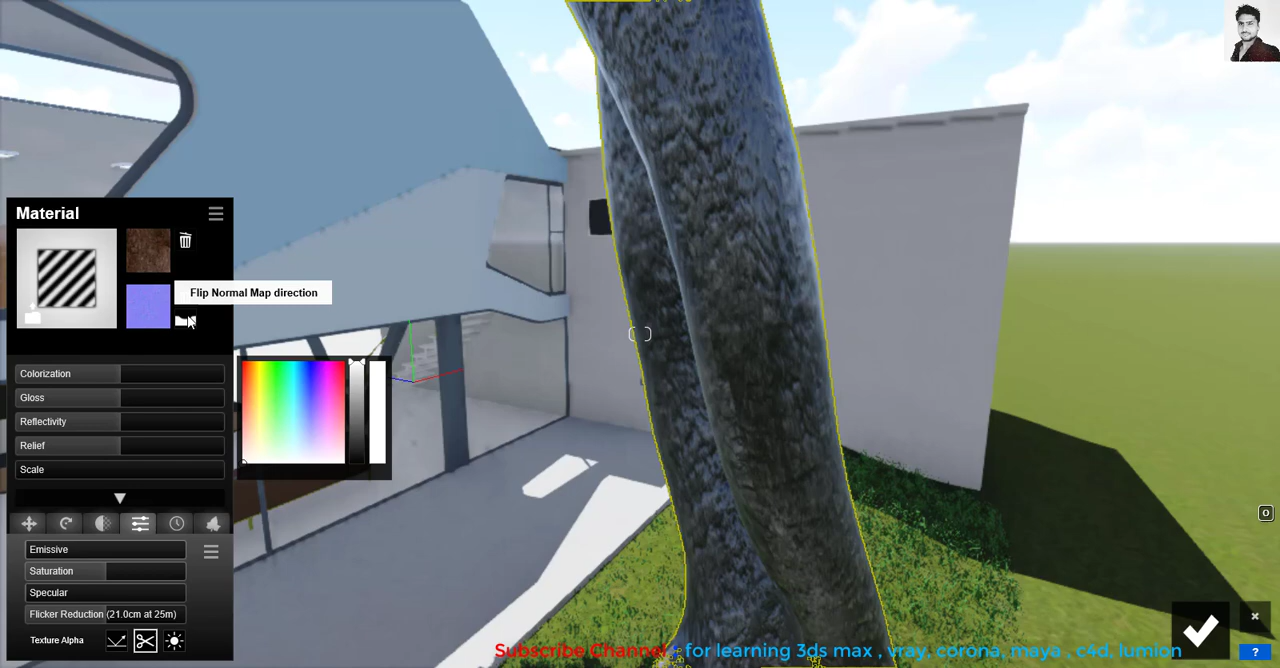 Material
Flip Normal Map direction
Colorization
Gloss
Reflectivity
Relief
Scale
Emissive
Saturation
Specular
Flicker Reduction (21.0cm at 25m)
Texture Alpha
O
?
Subscribe Channel - for learning 3ds max , vray, corona, maya , c4d, lumion